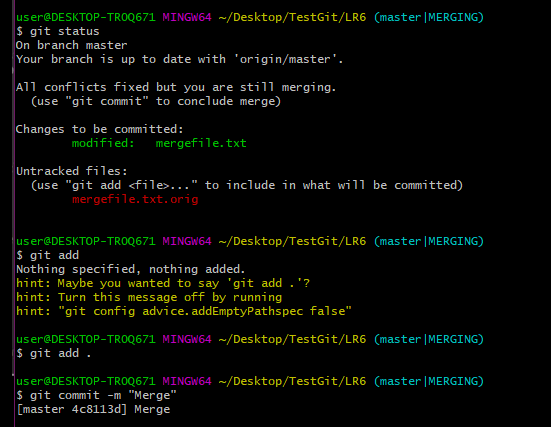 user@DESKTOP-TROQ671 MINGW64 ~/Desktop/TestGit/LR6 (master|MERGING)
$ git status
On branch master
Your branch is up to date with 'origin/master'.
All conflicts fixed but you are still merging.
(use "git commit" to conclude merge)
Changes to be committed:
modified:   mergefile.txt
Untracked files:
(use "git add <file>..." to include in what will be committed)
mergefile.txt.orig
user@DESKTOP-TROQ671 MINGW64 ~/Desktop/TestGit/LR6 (master|MERGING)
$ git add
Nothing specified, nothing added.
hint: Maybe you wanted to say 'git add .'?
hint: Turn this message off by running
hint: "git config advice.addEmptyPathspec false"
user@DESKTOP-TROQ671 MINGW64 ~/Desktop/TestGit/LR6 (master|MERGING)
$ git add .
user@DESKTOP-TROQ671 MINGW64 ~/Desktop/TestGit/LR6 (master|MERGING)
$ git commit -m "Merge"
[master 4c8113d] Merge